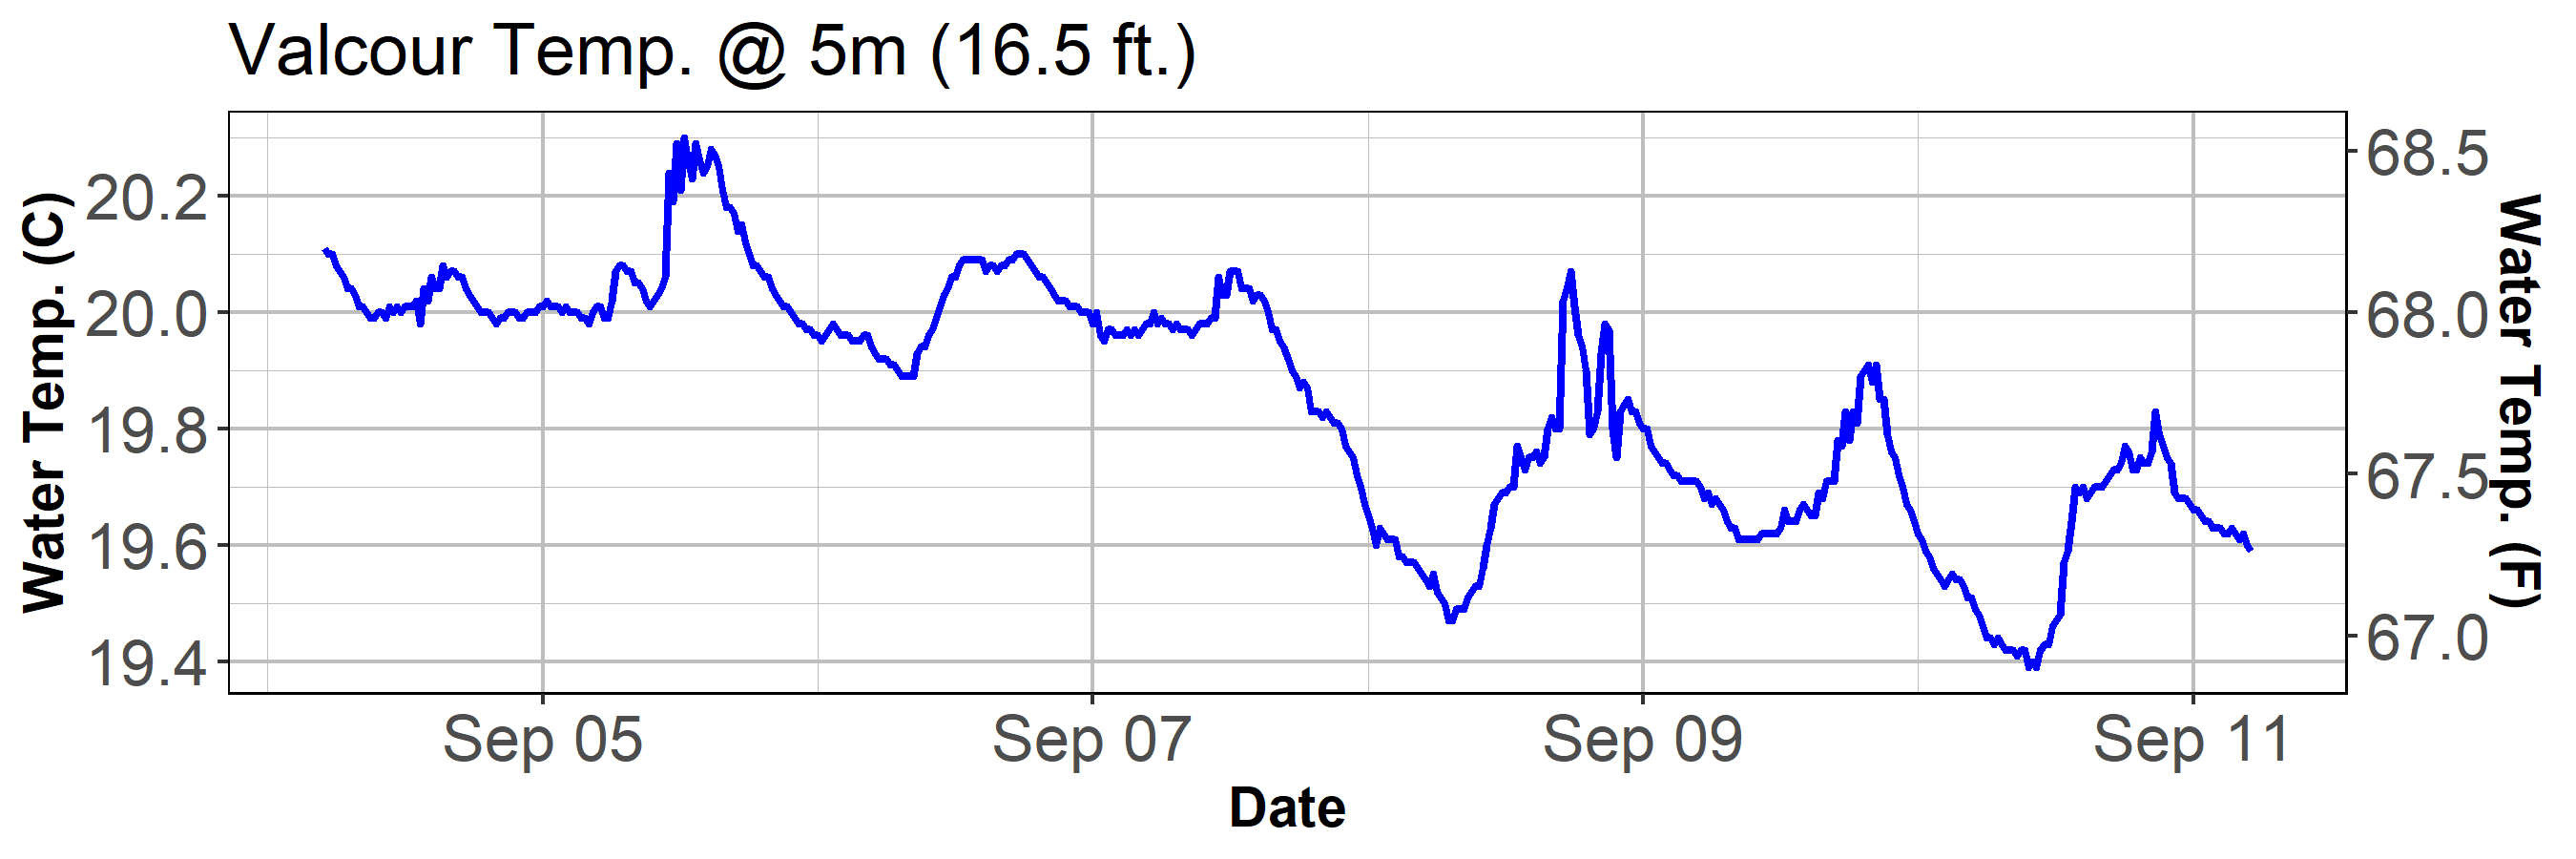 Valcour Temp. @ 5m (16.5 ft.)
Water Temp. (C)
20.2
20.0
19.8
19.6
19.4
68.5
68.0
67.5
67.0
Water Temp. (F)
Sep 05
Sep 07
Sep 09
Sep 11
Date